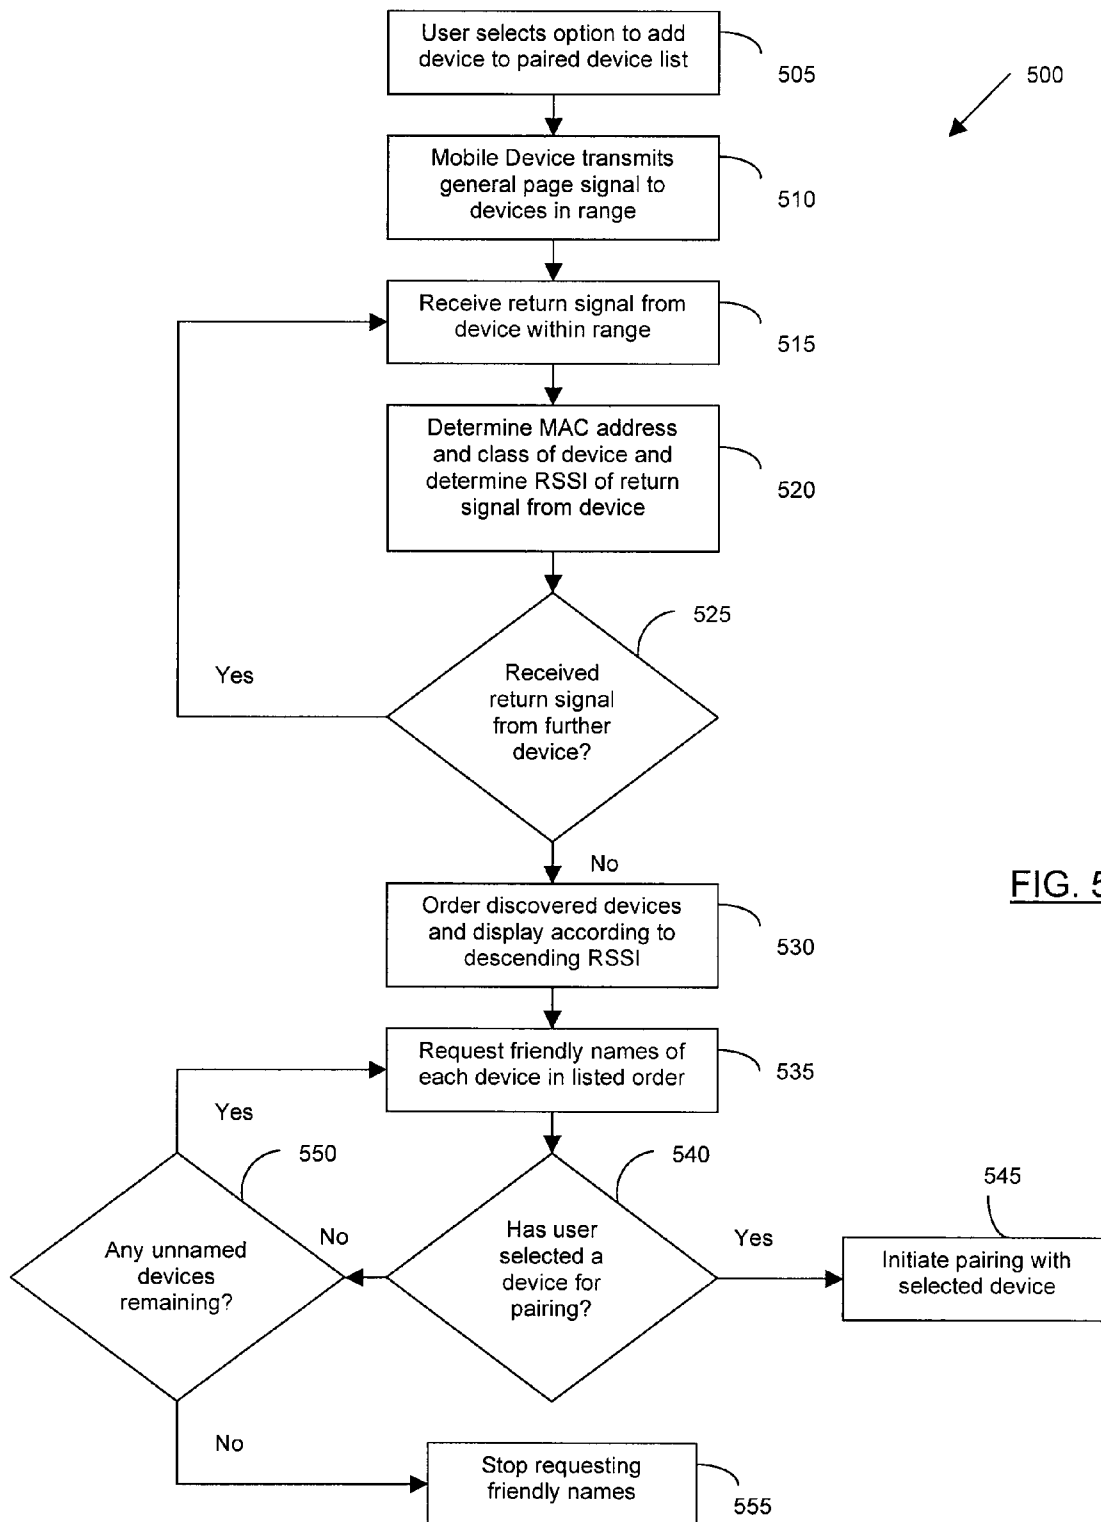 User selects option to add
device to paired device list
505
500
Mobile Device transmits
general page signal to
devices in range
510
Receive return signal from
device within range
515
Determine MAC address
and class of device and
determine RSSI of return
signal from device
520
525
Received
return signal
from further
device?
Yes
No
FIG. 5
Order discovered devices
and display according to
descending RSSI
530
Request friendly names of
each device in listed order
535
Yes
550
540
545
Any unnamed
devices
remaining?
No
Has user
selected a
device for
pairing?
Yes
Initiate pairing with
selected device
No
Stop requesting
friendly names
555